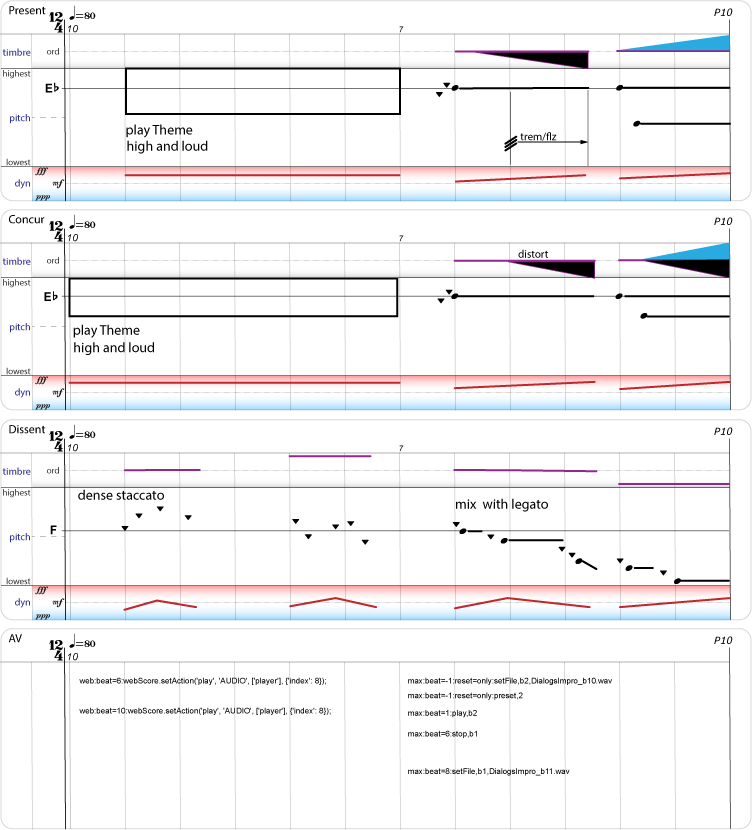 Present
12
4
♩=80
P10
10
7
timbre
ord
highest
E♭
pitch
play Theme
high and loud
trem/flz
lowest
fff
dyn
mf
ppp
Concur
12
4
♩=80
P10
10
7
timbre
ord
distort
highest
E♭
pitch
play Theme
high and loud
lowest
fff
dyn
mf
ppp
Dissent
12
4
♩=80
P10
10
7
timbre
ord
highest
dense staccato
mix with legato
F
pitch
lowest
fff
dyn
mf
ppp
AV
12
4
♩=80
P10
10
web:beat=6:webScore.setAction('play', 'AUDIO', ['player'], {'index': 8});
web:beat=10:webScore.setAction('play', 'AUDIO', ['player'], {'index': 8});
max:beat=-1:reset=only:setFile,b2,DialogsImpro_b10.wav
max:beat=-1:reset=only:preset,2
max:beat=1:play,b2
max:beat=6:stop,b1
max:beat=8:setFile,b1,DialogsImpro_b11.wav